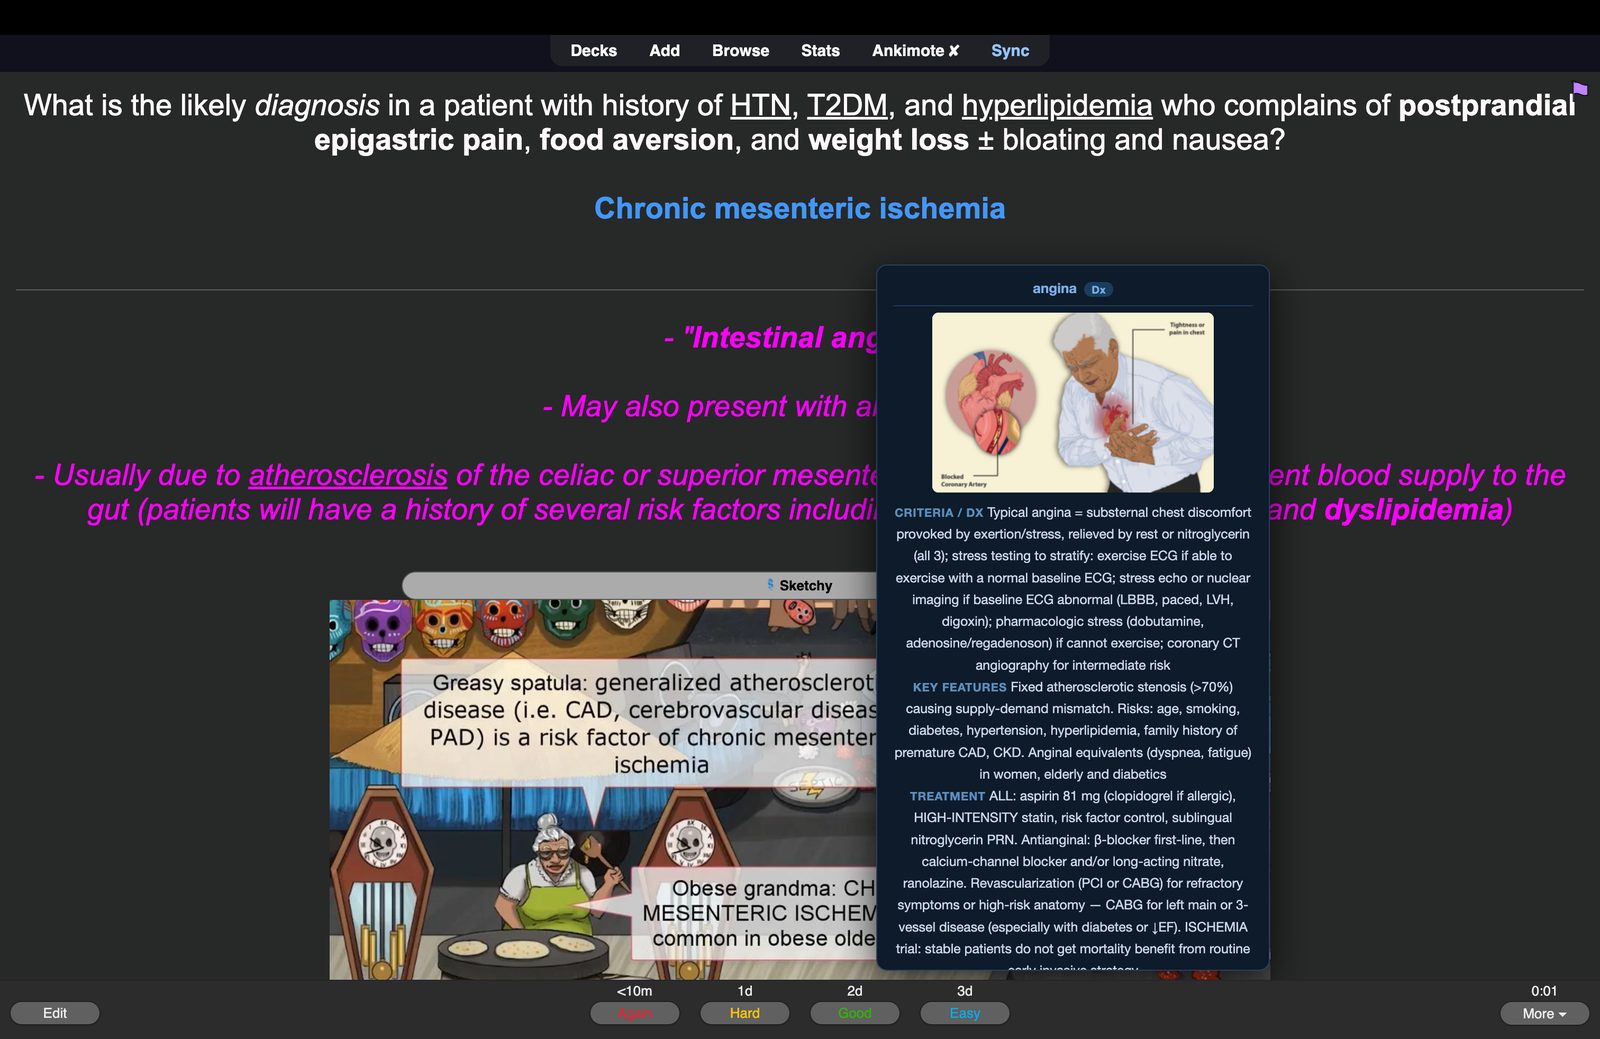 Decks Add Browse Stats Ankimote ✘ Sync
What is the likely diagnosis in a patient with history of HTN, T2DM, and hyperlipidemia who complains of postprandial
epigastric pain, food aversion, and weight loss ± bloating and nausea?
Chronic mesenteric ischemia
- "Intestinal ang
- May also present with
- Usually due to atherosclerosis of the celiac or superior mesente
ent blood supply to the
gut (patients will have a history of several risk factors includi
and dyslipidemia)
Sketchy
Greasy spatula: generalized atherosclerot
disease (i.e. CAD, cerebrovascular diseas
PAD) is a risk factor of chronic mesenter
ischemia
Obese grandma: CH
MESENTERIC ISCHEM
common in obese olde
angina Dx
Tightness or
pain in chest
Blocked
Coronary Artery
CRITERIA / DX Typical angina = substernal chest discomfort
provoked by exertion/stress, relieved by rest or nitroglycerin
(all 3); stress testing to stratify: exercise ECG if able to
exercise with a normal baseline ECG; stress echo or nuclear
imaging if baseline ECG abnormal (LBBB, paced, LVH,
digoxin); pharmacologic stress (dobutamine,
adenosine/regadenoson) if cannot exercise; coronary CT
angiography for intermediate risk
KEY FEATURES Fixed atherosclerotic stenosis (>70%)
causing supply-demand mismatch. Risks: age, smoking,
diabetes, hypertension, hyperlipidemia, family history of
premature CAD, CKD. Anginal equivalents (dyspnea, fatigue)
in women, elderly and diabetics
TREATMENT ALL: aspirin 81 mg (clopidogrel if allergic),
HIGH-INTENSITY statin, risk factor control, sublingual
nitroglycerin PRN. Antianginal: β-blocker first-line, then
calcium-channel blocker and/or long-acting nitrate,
ranolazine. Revascularization (PCI or CABG) for refractory
symptoms or high-risk anatomy — CABG for left main or 3-
vessel disease (especially with diabetes or ↓EF). ISCHEMIA
trial: stable patients do not get mortality benefit from routine
early invasive strategy
<10m 1d 2d 3d 0:01
Edit Again Hard Good Easy More